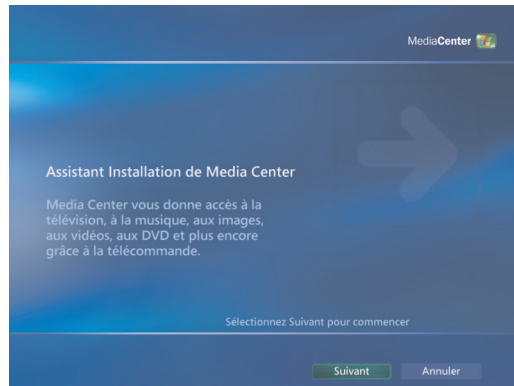 MediaCenter
Assistant Installation de Media Center
Media Center vous donne accès à la
télévision, à la musique, aux images,
aux vidéos, aux DVD et plus encore
grâce à la télécommande.
Sélectionnez Suivant pour commencer
Suivant Annuler